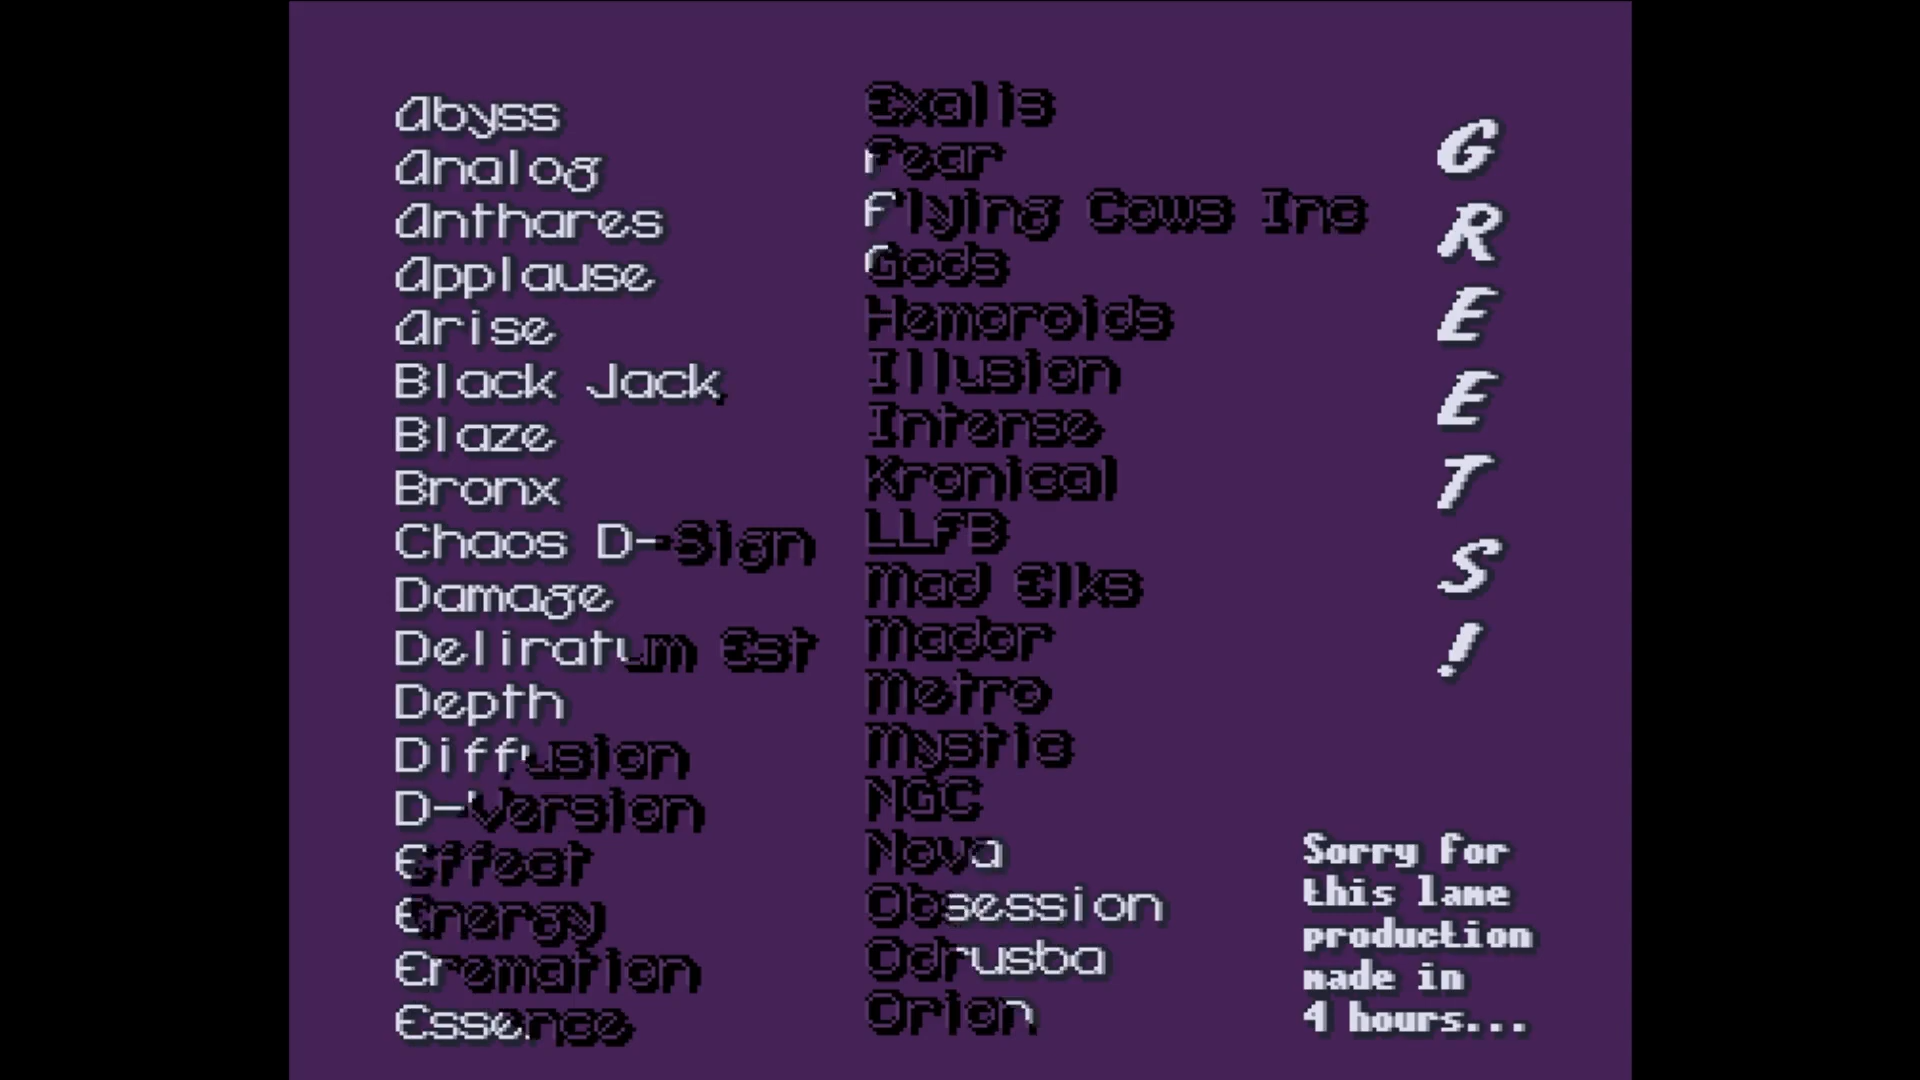 Abyss
Analog
Anthares
Applause
Arise
Black Jack
Blaze
Bronx
Chaos D-Sign
Damage
Deliratum Est
Depth
Diffusion
D-Version
Effect
Energy
Eremation
Essence
Exalis
Fear
Flying Cows Inc
Gods
Hemoroids
Illusion
Intense
Kronical
LLFB
Mad Elks
Mador
Metro
Mystic
NGC
Nova
Obsession
Odrusba
Orion
GREETS!
Sorry for
this lame
production
made in
4 hours...